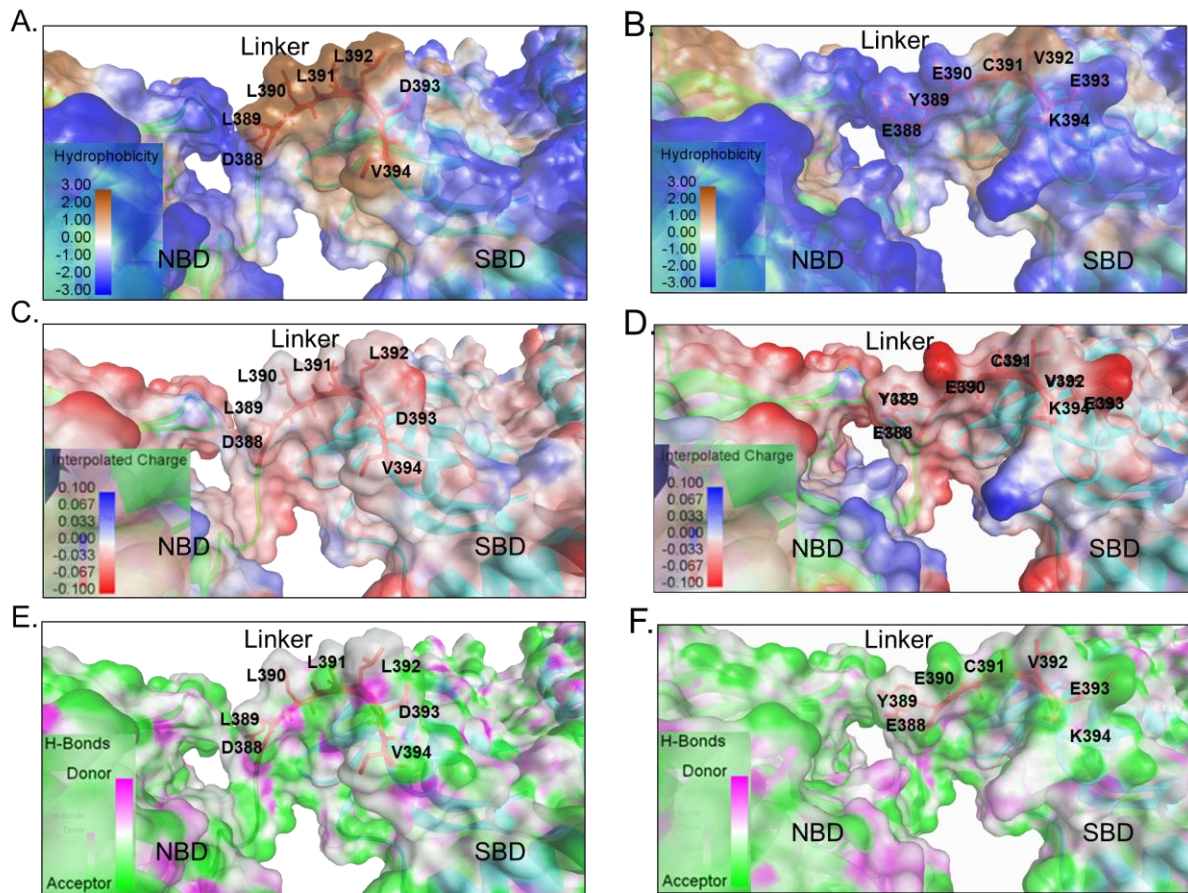 A.
Linker
L392
L391
L390
D393
L389
D388
V394
Hydrophobicity
3.00
2.00
1.00
0.00
-1.00
-2.00
-3.00
NBD
SBD
B.
Linker
V392
C391
E390
E393
Y389
K394
E388
Hydrophobicity
3.00
2.00
1.00
0.00
-1.00
-2.00
-3.00
NBD
SBD
C.
Linker
L392
L391
L390
L389
D393
D388
V394
Interpolated Charge
0.100
0.067
0.033
-0.000
-0.033
-0.067
-0.100
NBD
SBD
D.
Linker
C391
E390
V392
Y389
K394
E393
E388
Interpolated Charge
0.100
0.067
0.033
-0.000
-0.033
-0.067
-0.100
NBD
SBD
E.
Linker
L391
L392
L390
L389
D393
D388
V394
H-Bonds
Donor
Acceptor
NBD
SBD
F.
Linker
V392
C391
E390
E393
Y389
E388
K394
H-Bonds
Donor
Acceptor
NBD
SBD